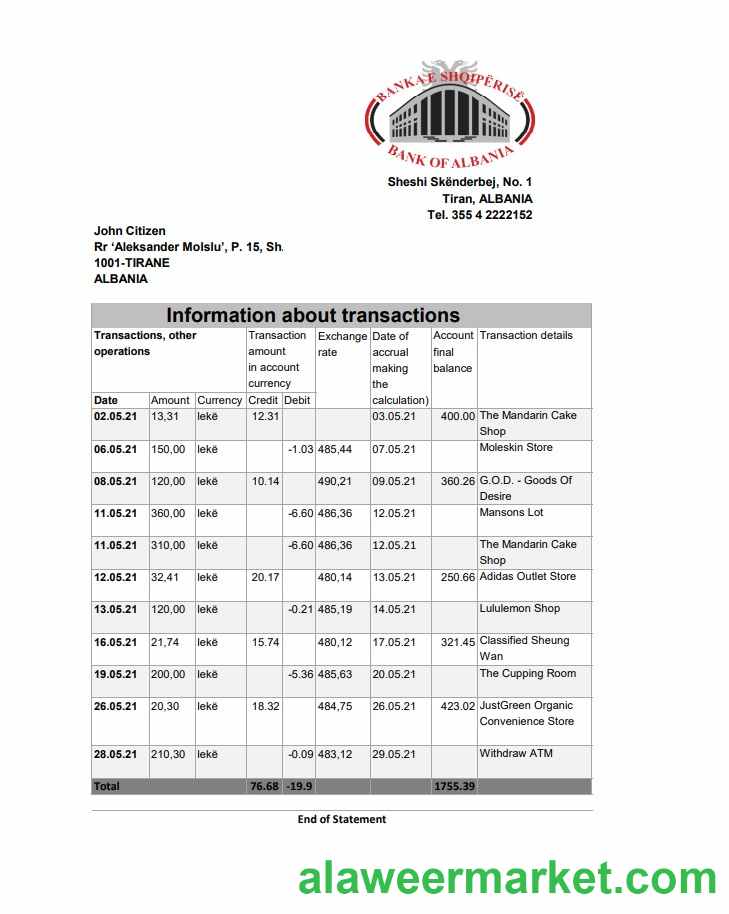 BANKA E SHQIPËRISË
BANK OF ALBANIA
Sheshi Skënderbej, No. 1
Tiran, ALBANIA
Tel. 355 4 2222152
John Citizen
Rr ‘Aleksander Molslu’, P. 15, Sh.
1001-TIRANE
ALBANIA
Information about transactions
Transactions, other operations Transaction amount in account currency Exchange rate Date of accrual making the calculation) Account final balance Transaction details
Date Amount Currency Credit Debit
02.05.21 13,31 lekë 12.31 03.05.21 400.00 The Mandarin Cake Shop
06.05.21 150,00 lekë -1.03 485,44 07.05.21 Moleskin Store
08.05.21 120,00 lekë 10.14 490,21 09.05.21 360.26 G.O.D. - Goods Of Desire
11.05.21 360,00 lekë -6.60 486,36 12.05.21 Mansons Lot
11.05.21 310,00 lekë -6.60 486,36 12.05.21 The Mandarin Cake Shop
12.05.21 32,41 lekë 20.17 480,14 13.05.21 250.66 Adidas Outlet Store
13.05.21 120,00 lekë -0.21 485,19 14.05.21 Lululemon Shop
16.05.21 21,74 lekë 15.74 480,12 17.05.21 321.45 Classified Sheung Wan
19.05.21 200,00 lekë -5.36 485,63 20.05.21 The Cupping Room
26.05.21 20,30 lekë 18.32 484,75 26.05.21 423.02 JustGreen Organic Convenience Store
28.05.21 210,30 lekë -0.09 483,12 29.05.21 Withdraw ATM
Total 76.68 -19.9 1755.39
End of Statement
alaweermarket.com